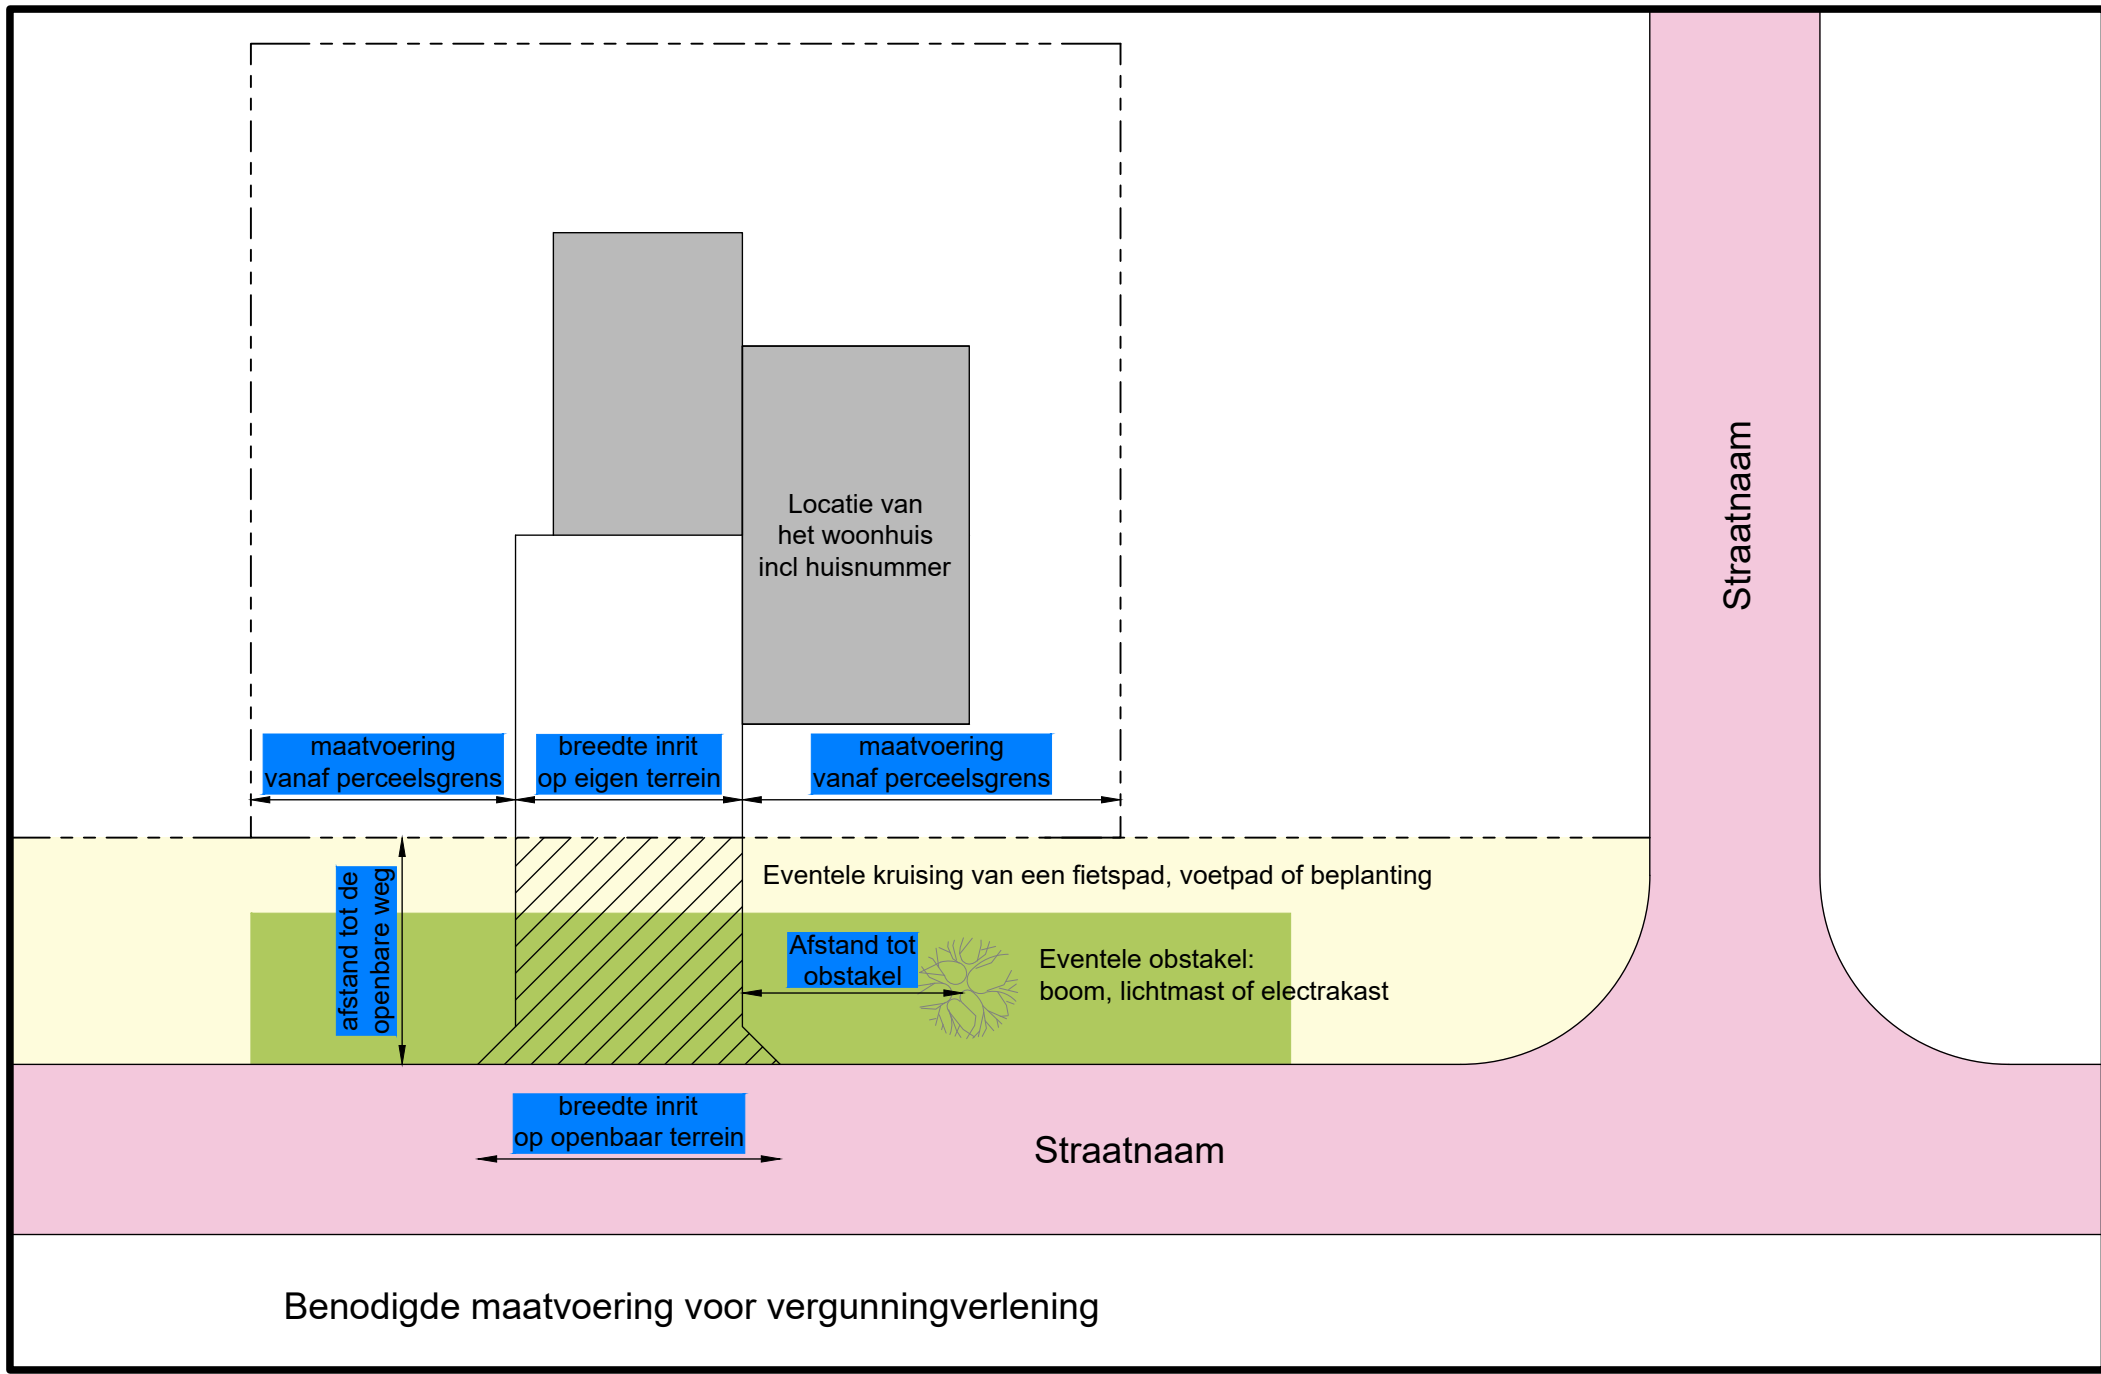 Locatie van
het woonhuis
incl huisnummer
Straatnaam
maatvoering
vanaf perceelsgrens
breedte inrit
op eigen terrein
maatvoering
vanaf perceelsgrens
afstand tot de
openbare weg
Eventele kruising van een fietspad, voetpad of beplanting
Afstand tot
obstakel
Eventele obstakel:
boom, lichtmast of electrakast
breedte inrit
op openbaar terrein
Straatnaam
Benodigde maatvoering voor vergunningverlening